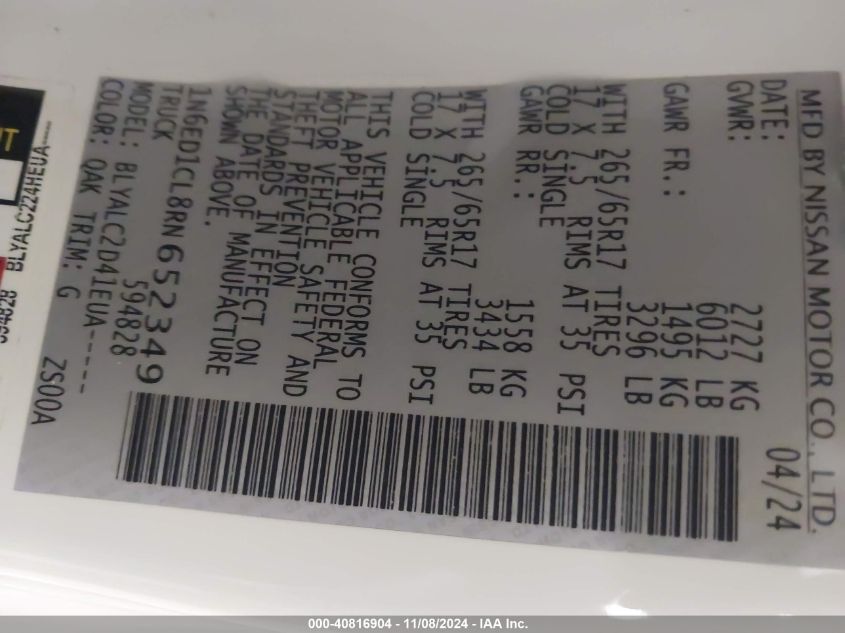 MFD BY NISSAN MOTOR CO., LTD.
DATE: 04/24
GVWR: 2727 KG
6012 LB
GAWR FR.: 1495 KG
3296 LB
WITH 265/65R17 TIRES
17 X 7.5 RIMS AT 35 PSI
COLD SINGLE
GAWR RR.: 1558 KG
3434 LB
WITH 265/65R17 TIRES
17 X 7.5 RIMS AT 35 PSI
COLD SINGLE
THIS VEHICLE CONFORMS TO
ALL APPLICABLE FEDERAL
MOTOR VEHICLE SAFETY AND
THEFT PREVENTION
STANDARDS IN EFFECT ON
THE DATE OF MANUFACTURE
SHOWN ABOVE.
1N6ED1CL8RN652349
TRUCK 594828
MODEL: BLYALC2D41EUA-----
COLOR: QAK TRIM: G ZS00A
BLYALC224HEUA-----
594828
000-40816904 - 11/08/2024 - IAA Inc.